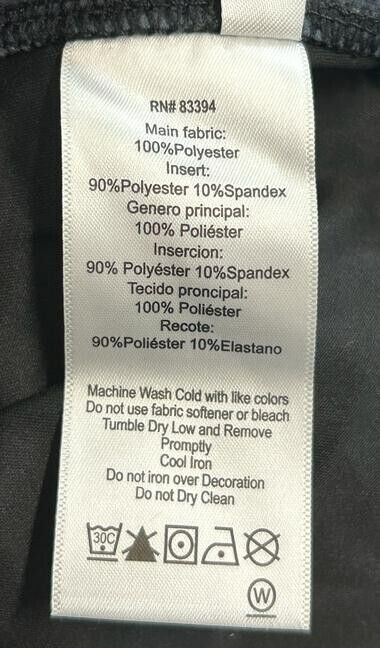 RN# 83394
Main fabric:
100%Polyester
Insert:
90%Polyester 10%Spandex
Genero principal:
100% Poliéster
Insercion:
90% Polyéster 10%Spandex
Tecido proncipal:
100% Poliéster
Recote:
90%Poliéster 10%Elastano
Machine Wash Cold with like colors
Do not use fabric softener or bleach
Tumble Dry Low and Remove
Promptly
Cool Iron
Do not iron over Decoration
Do not Dry Clean
30C
W